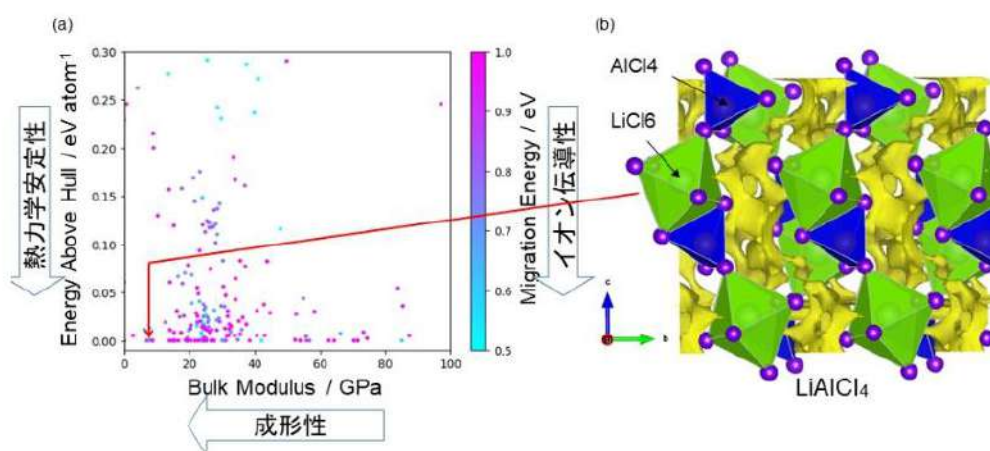 (a)
(b)
0.30
0.25
0.20
0.15
0.10
0.05
0.00
0
20
40
60
80
100
Energy Above Hull / eV atom-1
Bulk Modulus / GPa
1.0
0.9
0.8
0.7
0.6
0.5
Migration Energy / eV
熱力学安定性
イオン伝導性
成形性
AlCl4
LiCl6
c
b
LiAlCl4